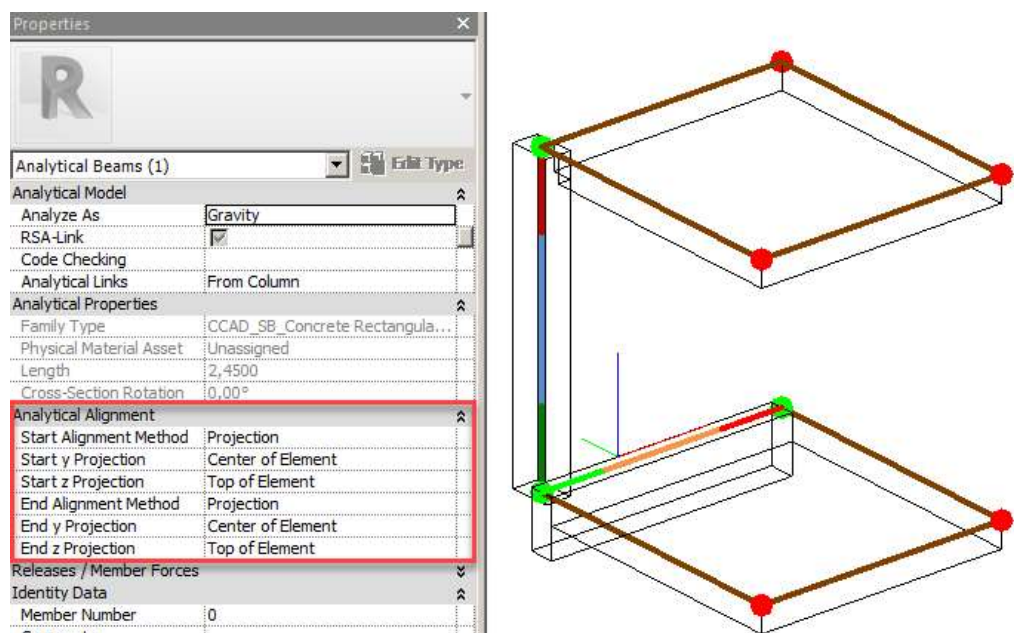 Properties
R
Analytical Beams (1) Edit Type
Analytical Model
Analyze As Gravity
RSA-Link
Code Checking
Analytical Links From Column
Analytical Properties
Family Type CCAD_SB_Concrete Rectangula...
Physical Material Asset Unassigned
Length 2,4500
Cross-Section Rotation 0,00°
Analytical Alignment
Start Alignment Method Projection
Start y Projection Center of Element
Start z Projection Top of Element
End Alignment Method Projection
End y Projection Center of Element
End z Projection Top of Element
Releases / Member Forces
Identity Data
Member Number 0